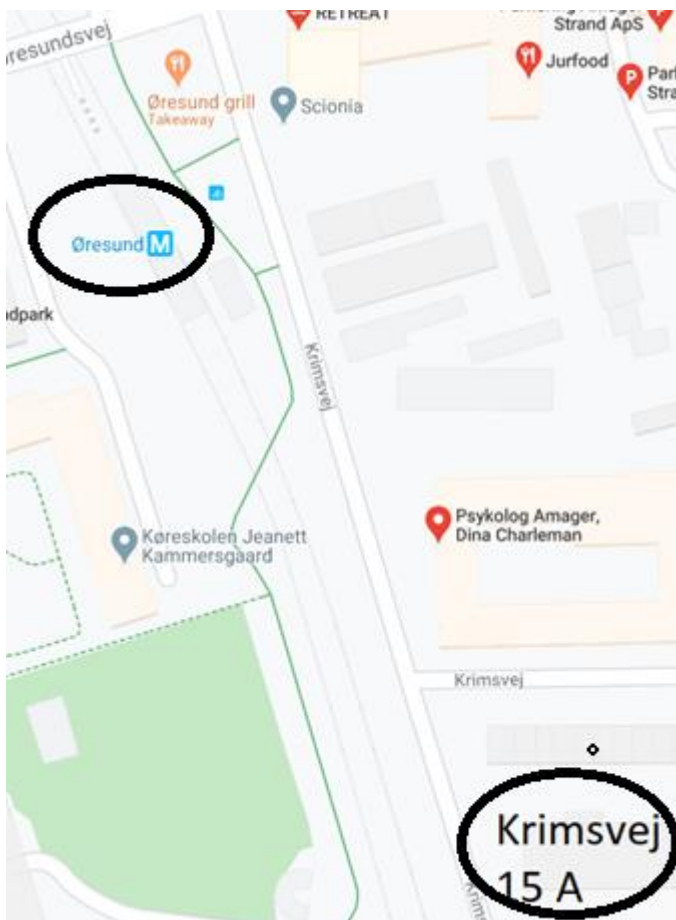 RETREAT
Strand ApS
resundsvej
Jurfood
Øresund grill
Takeaway
Scionia
P
Stra
Øresund M
dpark
Krimsvej
Psykolog Amager,
Dina Charleman
Køreskolen Jeanett
Kammersgaard
Krimsvej
Krimsvej
15 A